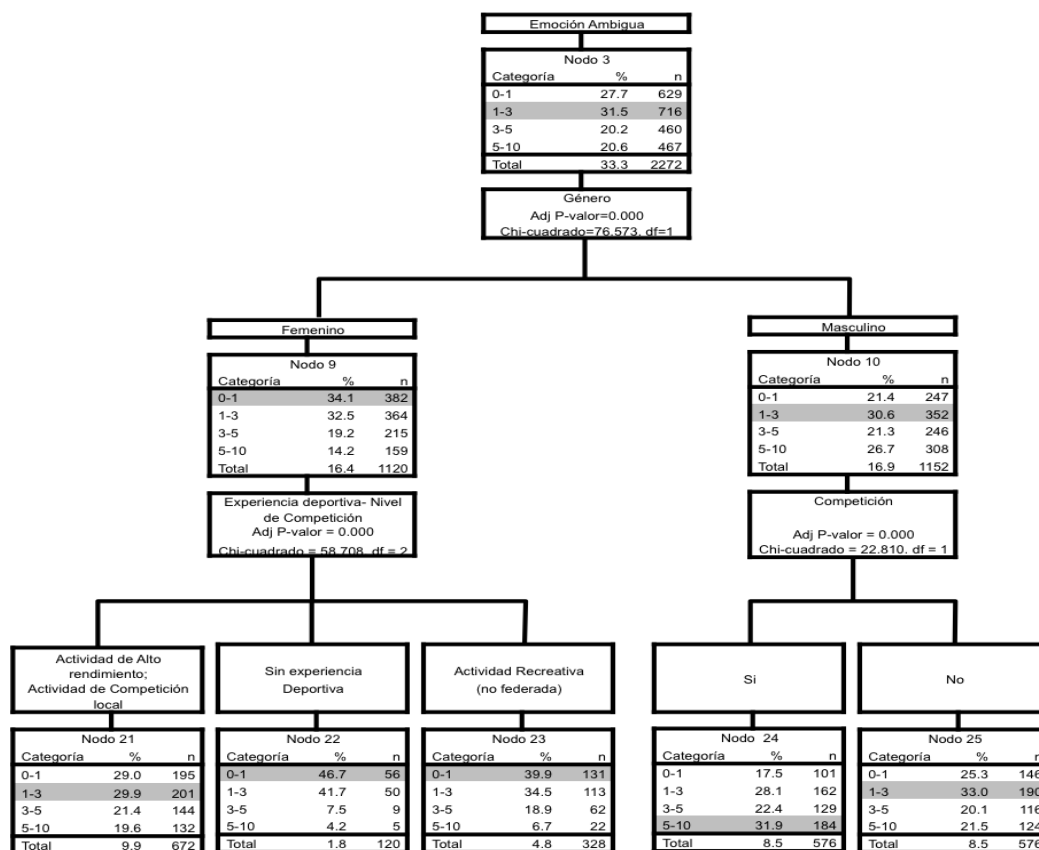 Emoción Ambigua
Nodo 3
Categoría % n
0-1 27.7 629
1-3 31.5 716
3-5 20.2 460
5-10 20.6 467
Total 33.3 2272
Género
Adj P-valor=0.000
Chi-cuadrado=76.573, df=1
Femenino
Nodo 9
Categoría % n
0-1 34.1 382
1-3 32.5 364
3-5 19.2 215
5-10 14.2 159
Total 16.4 1120
Experiencia deportiva- Nivel
de Competición
Adj P-valor = 0.000
Chi-cuadrado = 58.708, df = 2
Masculino
Nodo 10
Categoría % n
0-1 21.4 247
1-3 30.6 352
3-5 21.3 246
5-10 26.7 308
Total 16.9 1152
Competición
Adj P-valor = 0.000
Chi-cuadrado = 22.810, df = 1
Actividad de Alto
rendimiento;
Actividad de Competición
local
Nodo 21
Categoría % n
0-1 29.0 195
1-3 29.9 201
3-5 21.4 144
5-10 19.6 132
Total 9.9 672
Sin experiencia
Deportiva
Nodo 22
Categoría % n
0-1 46.7 56
1-3 41.7 50
3-5 7.5 9
5-10 4.2 5
Total 1.8 120
Actividad Recreativa
(no federada)
Nodo 23
Categoría % n
0-1 39.9 131
1-3 34.5 113
3-5 18.9 62
5-10 6.7 22
Total 4.8 328
Si
Nodo 24
Categoría % n
0-1 17.5 101
1-3 28.1 162
3-5 22.4 129
5-10 31.9 184
Total 8.5 576
No
Nodo 25
Categoría % n
0-1 25.3 146
1-3 33.0 190
3-5 20.1 116
5-10 21.5 124
Total 8.5 576